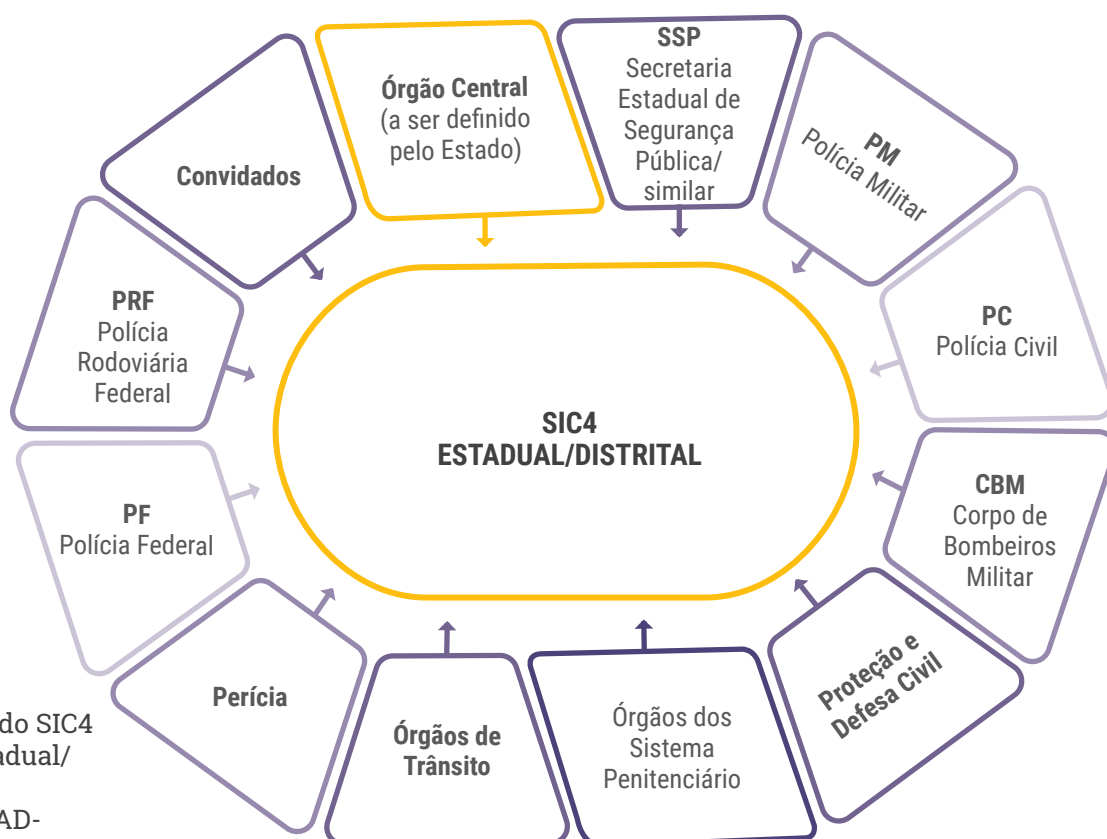 Órgão Central
(a ser definido
pelo Estado)
SSP
Secretaria
Estadual de
Segurança
Pública/
similar
PM
Polícia Militar
PC
Polícia Civil
CBM
Corpo de
Bombeiros
Militar
Proteção e
Defesa Civil
Órgãos dos
Sistema
Penitenciário
Órgãos de
Trânsito
Perícia
PF
Polícia Federal
PRF
Polícia
Rodoviária
Federal
Convidados
SIC4
ESTADUAL/DISTRITAL
do SIC4
adual/
AD-